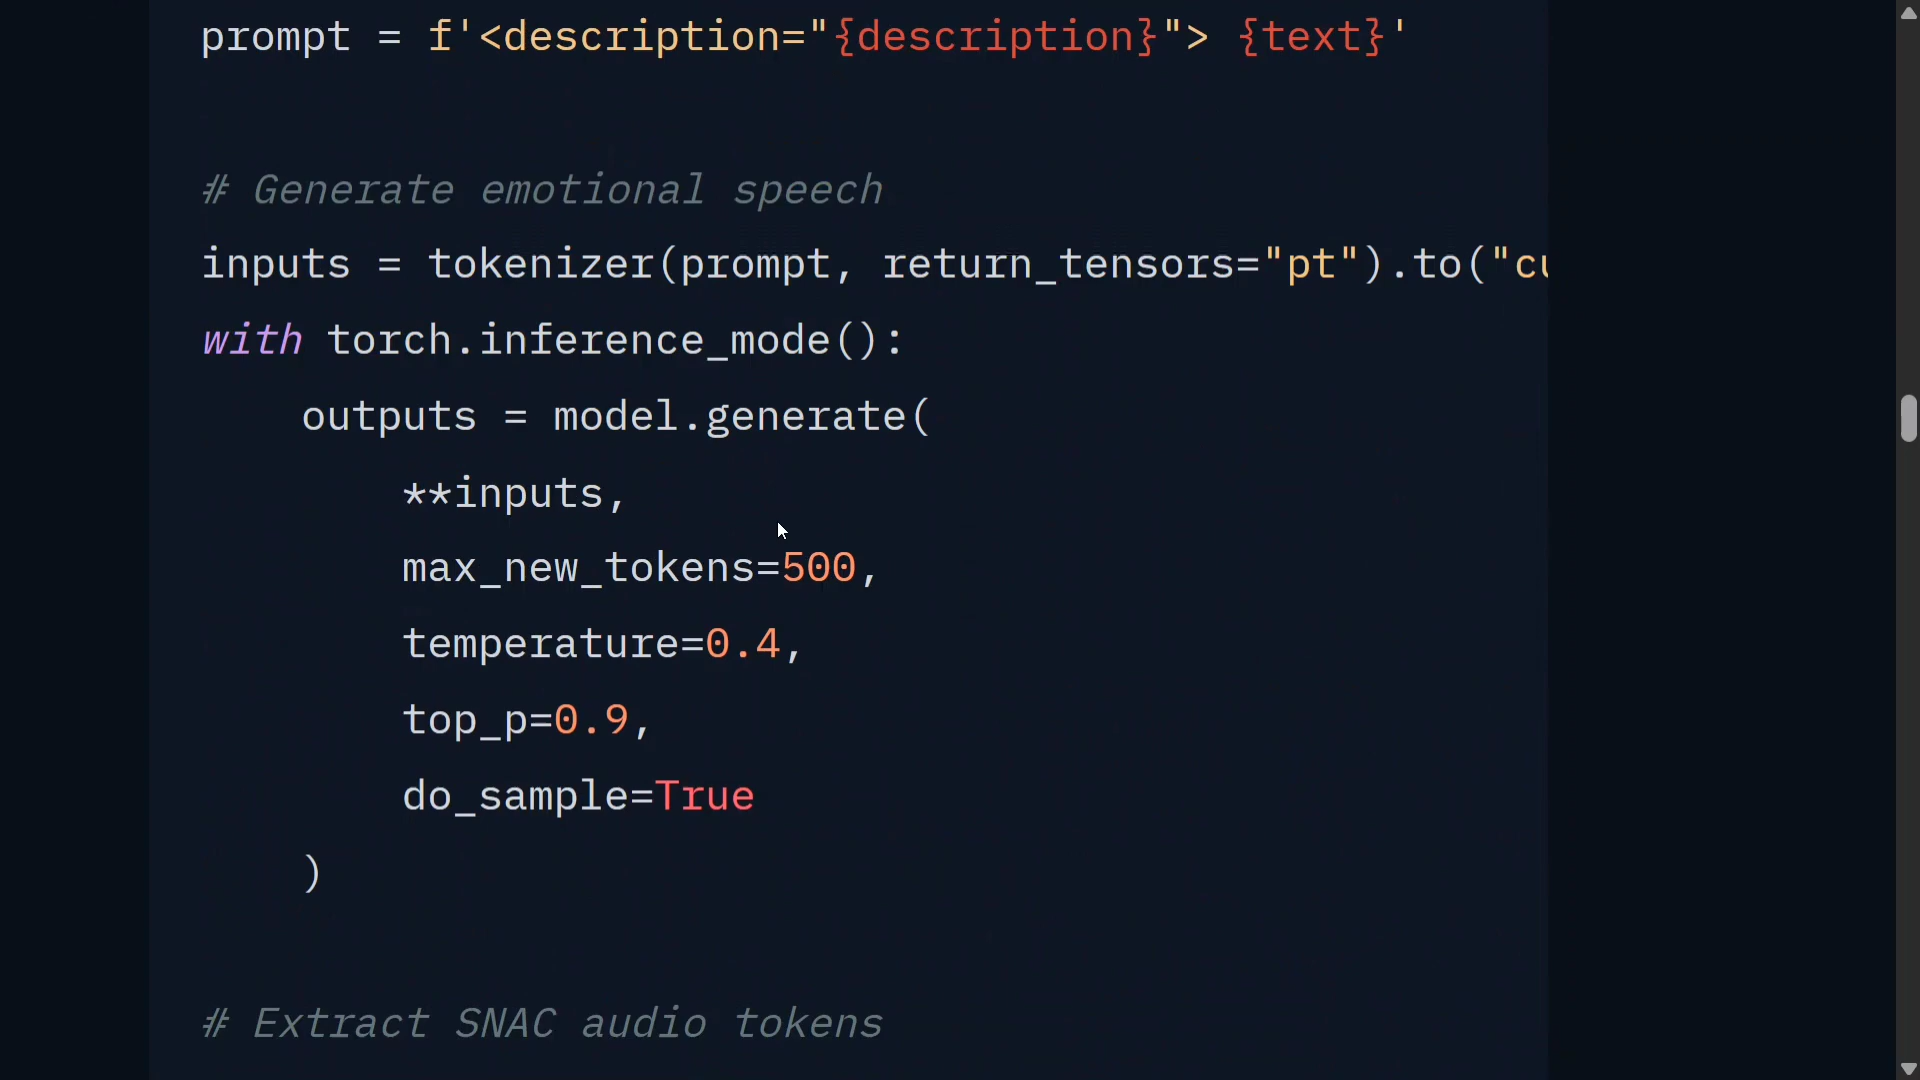 prompt = f'<description="{description}"> {text}'
# Generate emotional speech
inputs = tokenizer(prompt, return_tensors="pt").to("cu
with torch.inference_mode():
    outputs = model.generate(
        **inputs,
        max_new_tokens=500,
        temperature=0.4,
        top_p=0.9,
        do_sample=True
    )
# Extract SNAC audio tokens